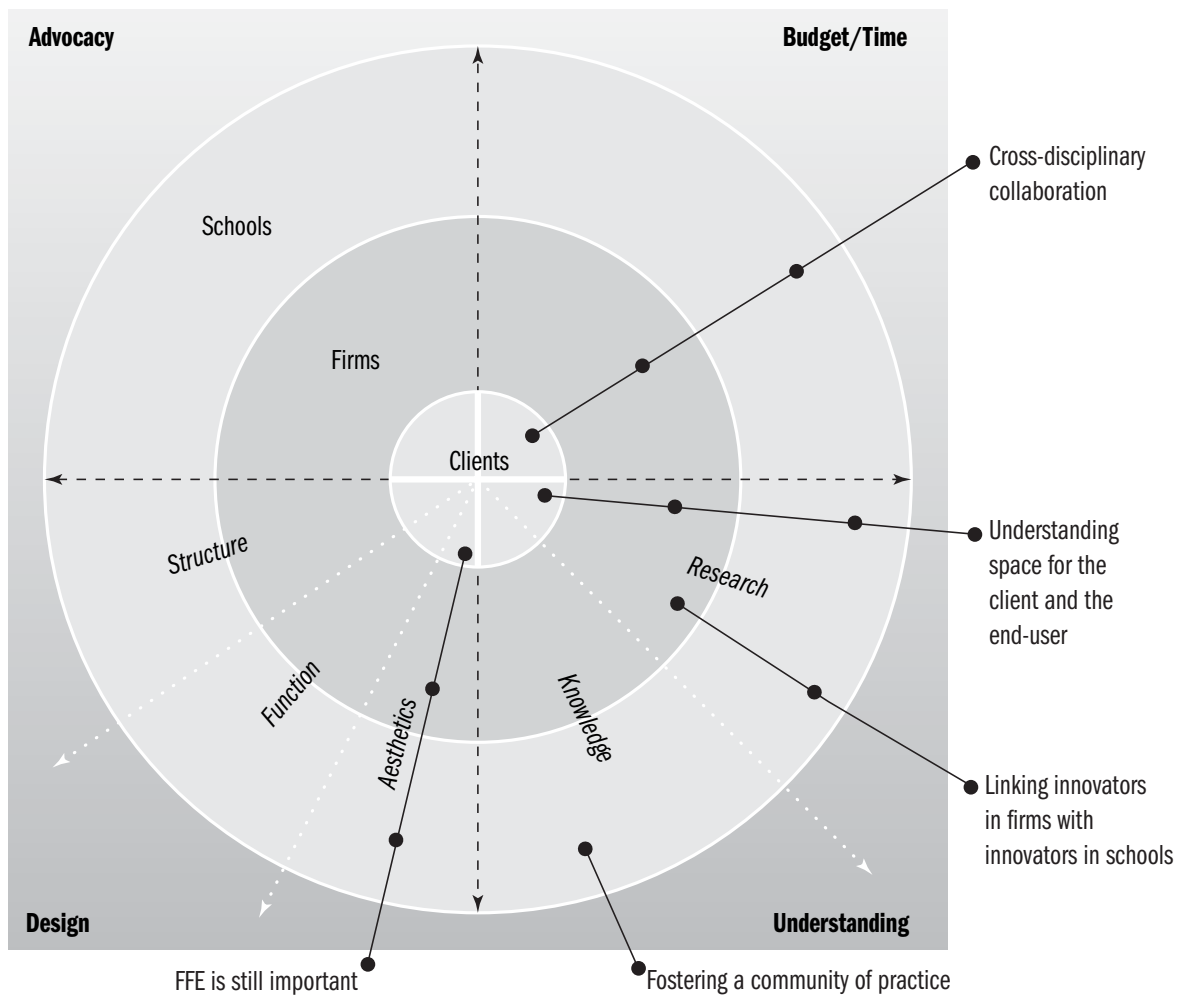 Advocacy
Budget/Time
Cross-disciplinary
collaboration
Schools
Firms
Clients
Understanding
space for the
client and the
end-user
Structure
Research
Function
Aesthetics
Knowledge
Linking innovators
in firms with
innovators in schools
Design
Understanding
FFE is still important
Fostering a community of practice